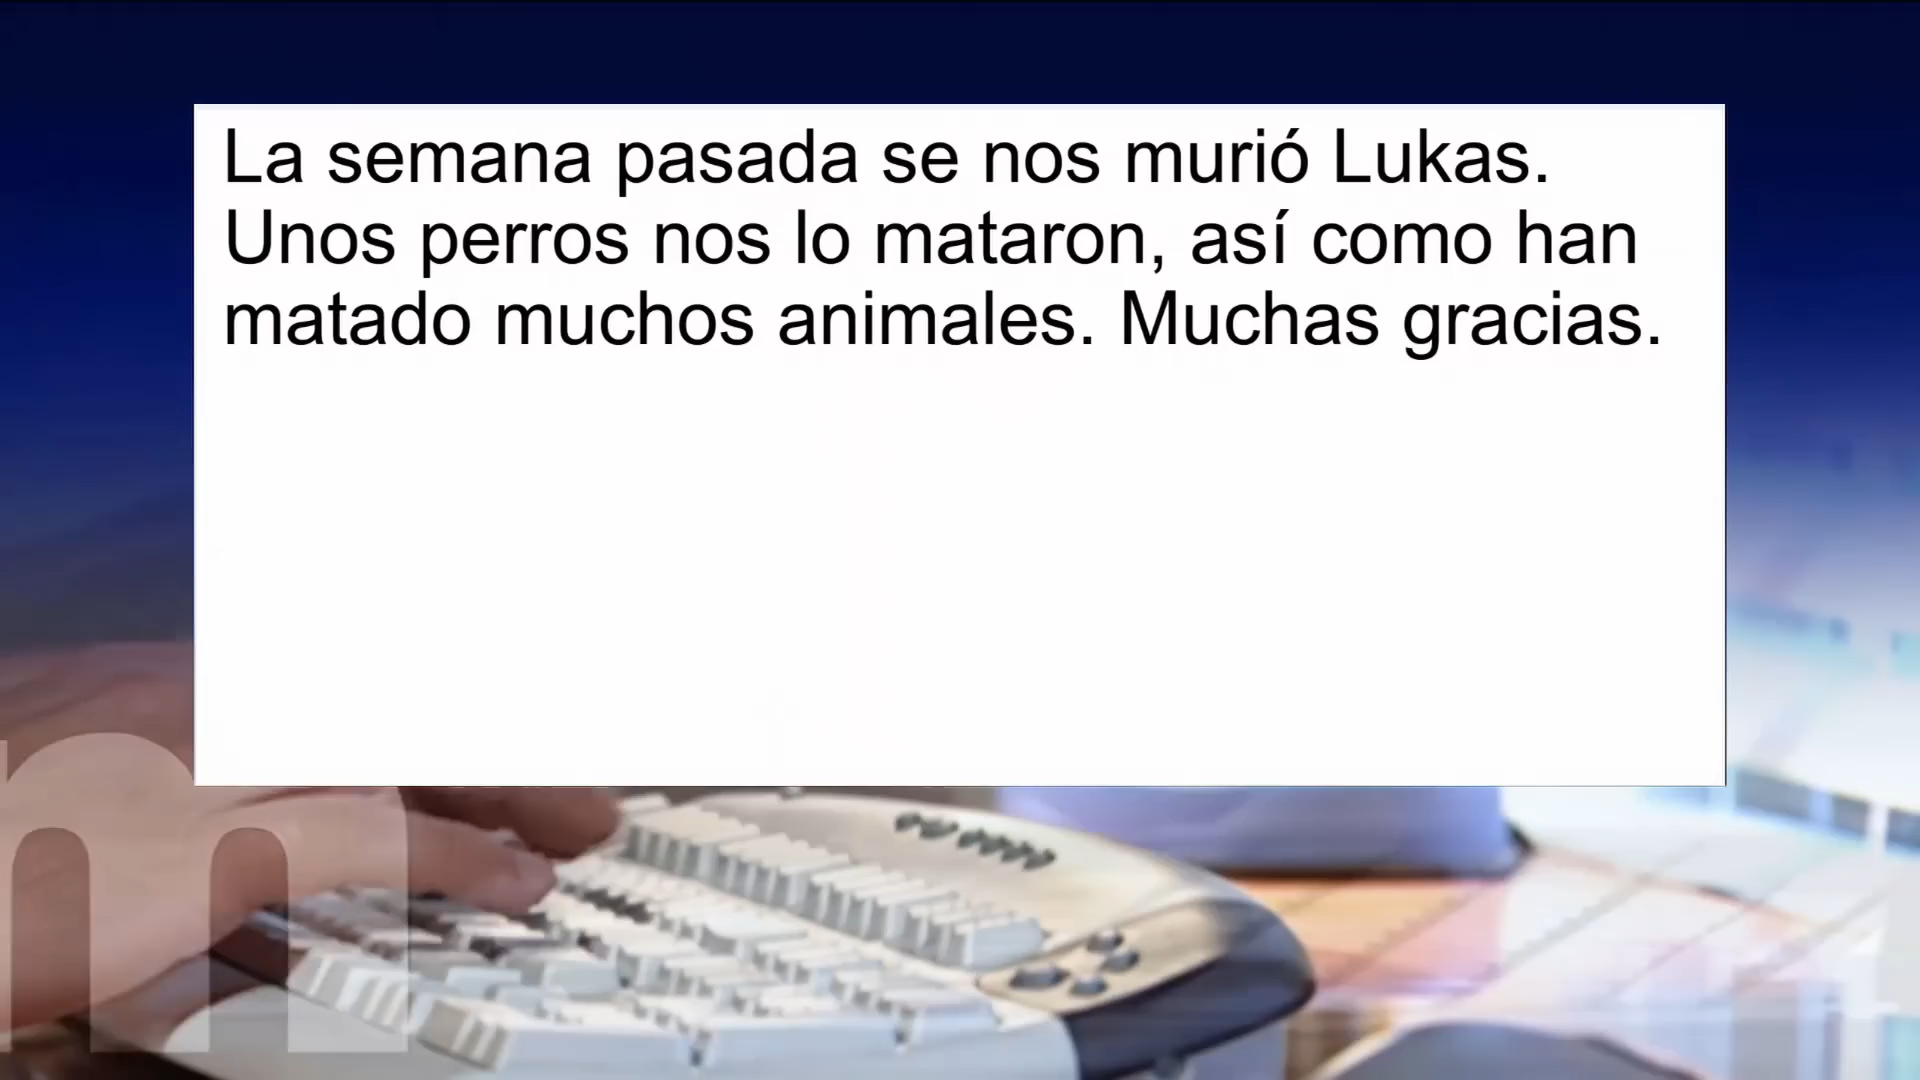 La semana pasada se nos murió Lukas.
Unos perros nos lo mataron, así como han
matado muchos animales. Muchas gracias.